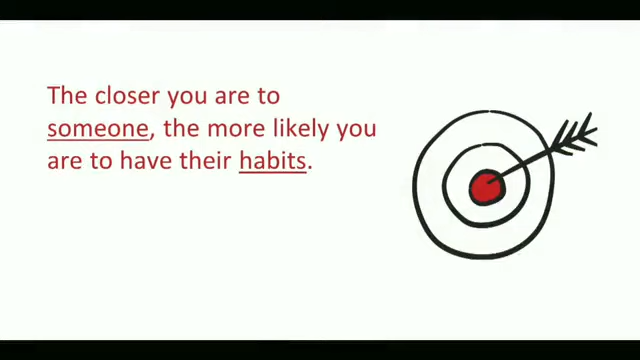 The closer you are to
someone, the more likely you
are to have their habits.